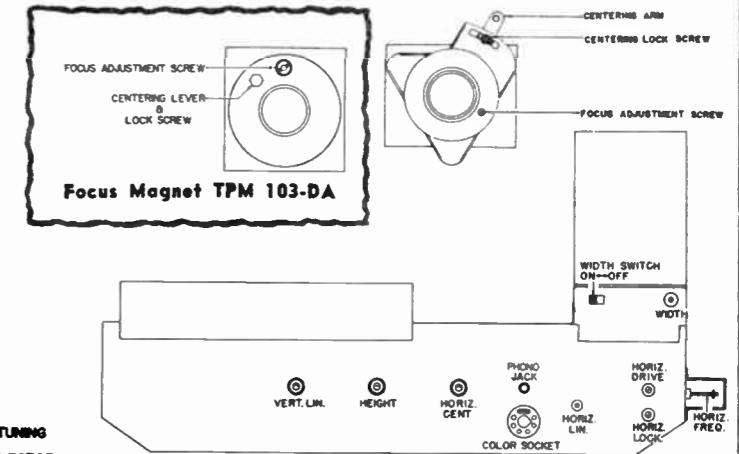 CENTERING ARM
CENTERING LOCK SCREW
FOCUS ADJUSTMENT SCREW
CENTERING LEVER
&
LOCK SCREW
FOCUS ADJUSTMENT SCREW
Focus Magnet TPM 103-DA
WIDTH SWITCH
ON↔OFF
WIDTH
VERT. LIN.
HEIGHT
HORIZ.
CENT
PHONO
JACK
COLOR SOCKET
HORIZ.
LIN.
HORIZ.
DRIVE
HORIZ.
LOCK
HORIZ.
FREQ.
TUNING